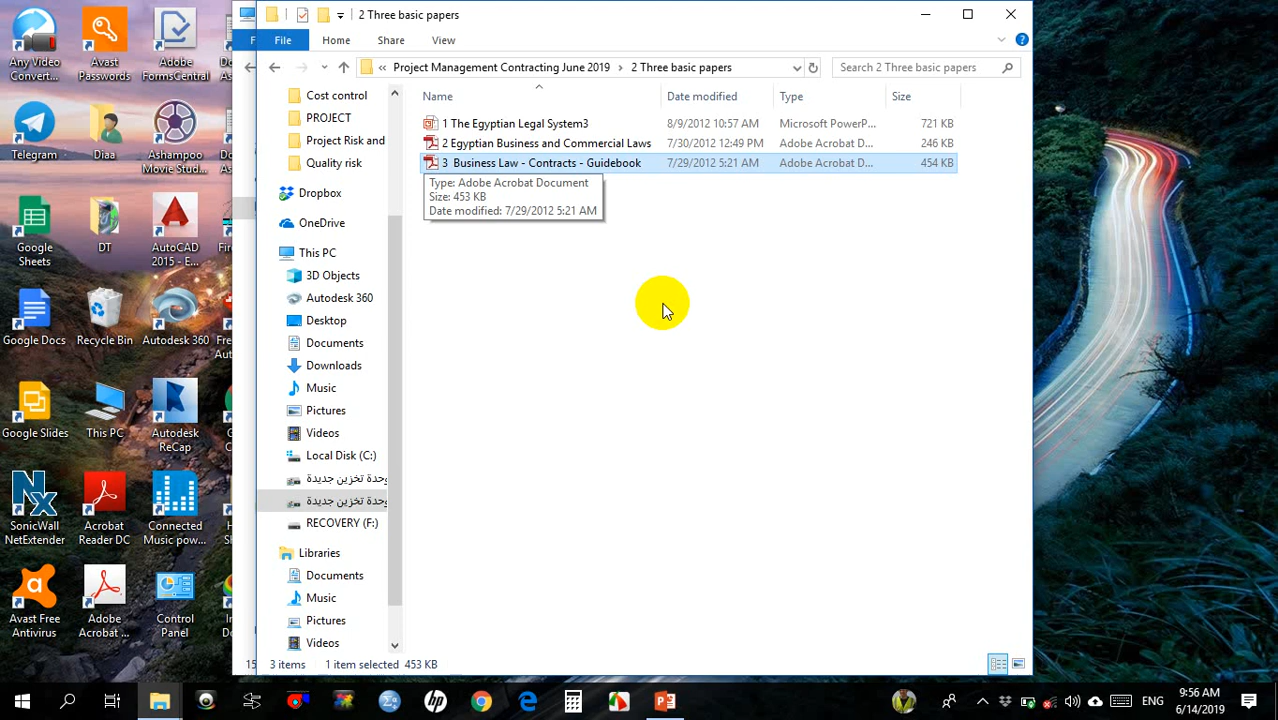 2 Three basic papers
File
Home
Share
View
Project Management Contracting June 2019
2 Three basic papers
Search 2 Three basic papers
Name
Date modified
Type
Size
1 The Egyptian Legal System3
8/9/2012 10:57 AM
Microsoft PowerP...
721 KB
2 Egyptian Business and Commercial Laws
7/30/2012 12:49 PM
Adobe Acrobat D...
246 KB
3 Business Law - Contracts - Guidebook
7/29/2012 5:21 AM
Adobe Acrobat D...
454 KB
Type: Adobe Acrobat Document
Size: 453 KB
Date modified: 7/29/2012 5:21 AM
Cost control
PROJECT
Project Risk and
Quality risk
Dropbox
OneDrive
This PC
3D Objects
Autodesk 360
Desktop
Documents
Downloads
Music
Pictures
Videos
Local Disk (C:)
وحدة تخزين جديدة
وحدة تخزين جديدة
RECOVERY (F:)
Libraries
Documents
Music
Pictures
Videos
3 items
1 item selected 453 KB
Any Video
Convert...
Avast
Passwords
Adobe
FormsCentral
Telegram
Diaa
Ashampoo
Movie Stud...
Google
Sheets
DT
AutoCAD
2015 - E...
Google Docs
Recycle Bin
Autodesk 360
Google Slides
This PC
Autodesk
ReCap
SonicWall
NetExtender
Acrobat
Reader DC
Connected
Music pow...
Avast Free
Antivirus
Adobe
Acrobat ...
Control
Panel
ENG
9:56 AM
6/14/2019